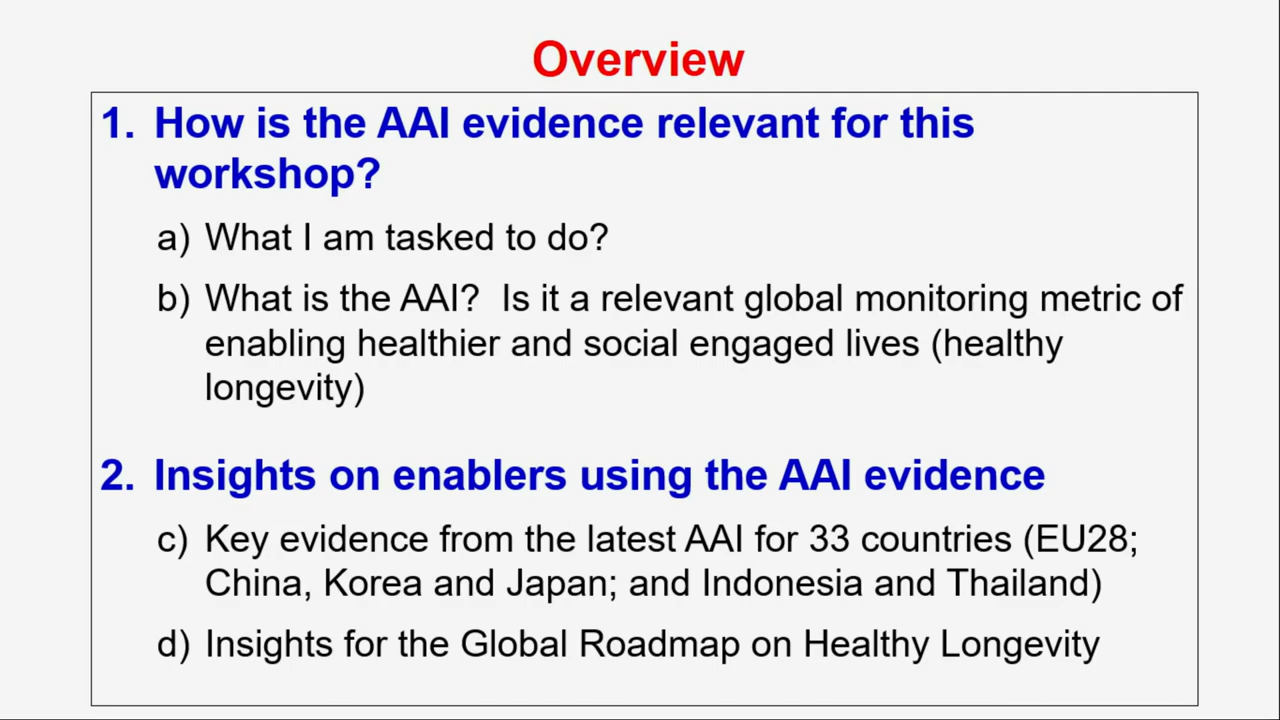 Overview
1. How is the AAI evidence relevant for this
workshop?
a) What I am tasked to do?
b) What is the AAI? Is it a relevant global monitoring metric of
enabling healthier and social engaged lives (healthy
longevity)
2. Insights on enablers using the AAI evidence
c) Key evidence from the latest AAI for 33 countries (EU28;
China, Korea and Japan; and Indonesia and Thailand)
d) Insights for the Global Roadmap on Healthy Longevity